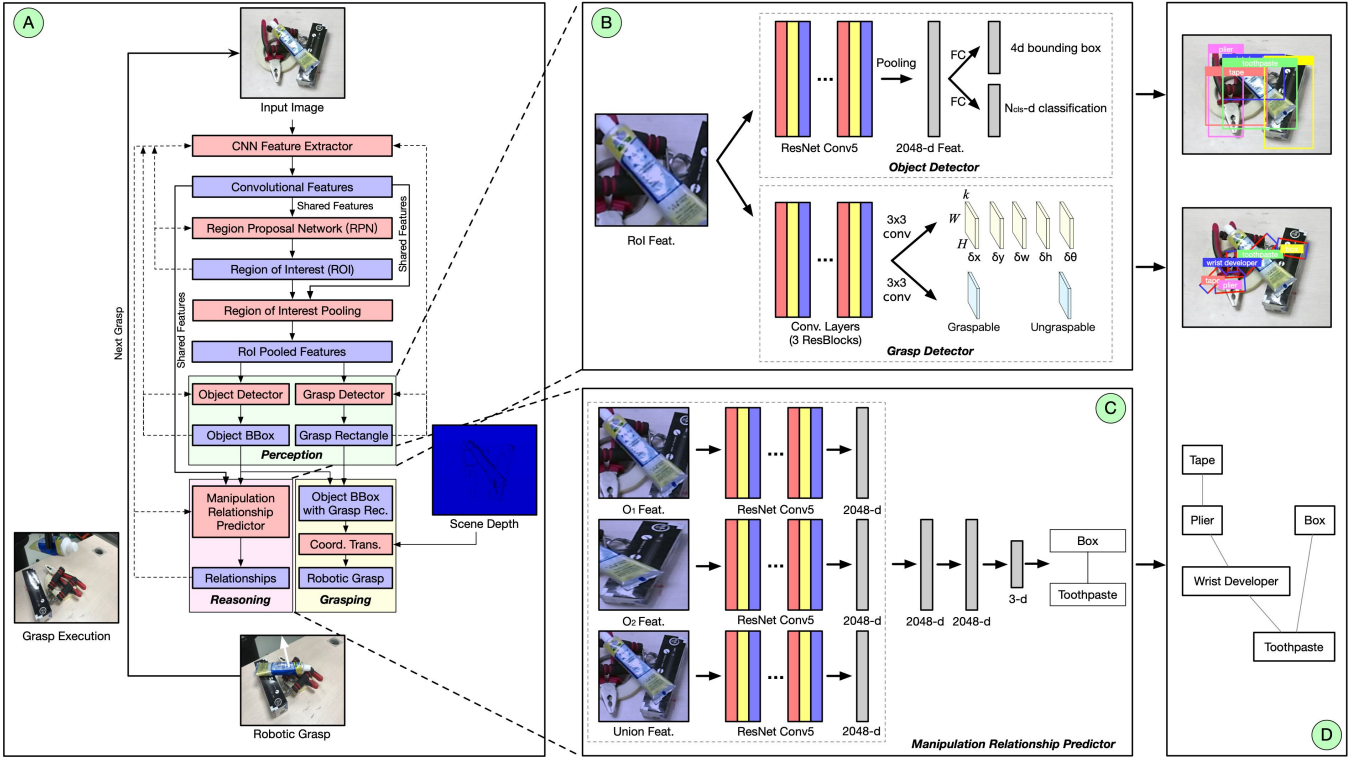 A
Input Image
CNN Feature Extractor
Convolutional Features
Shared Features
Region Proposal Network (RPN)
Shared Features
Region of Interest (ROI)
Region of Interest Pooling
Next Grasp
Shared Features
RoI Pooled Features
Object Detector
Grasp Detector
Object BBox
Grasp Rectangle
Perception
Manipulation
Relationship
Predictor
Object BBox
with Grasp Rec.
Coord. Trans.
Relationships
Robotic Grasp
Reasoning
Grasping
Scene Depth
Grasp Execution
Robotic Grasp
B
RoI Feat.
ResNet Conv5
Pooling
2048-d Feat.
FC
FC
4d bounding box
Ncls-d classification
Object Detector
Conv. Layers
(3 ResBlocks)
3x3
conv
3x3
conv
k
W
H
δx
δy
δw
δh
δθ
Graspable
Ungraspable
Grasp Detector
C
O1 Feat.
ResNet Conv5
2048-d
O2 Feat.
ResNet Conv5
2048-d
Union Feat.
ResNet Conv5
2048-d
2048-d
2048-d
3-d
Box
Toothpaste
Manipulation Relationship Predictor
plier
toothpaste
tape
toothpaste
wrist developer
tape
plier
Tape
Plier
Box
Wrist Developer
Toothpaste
D